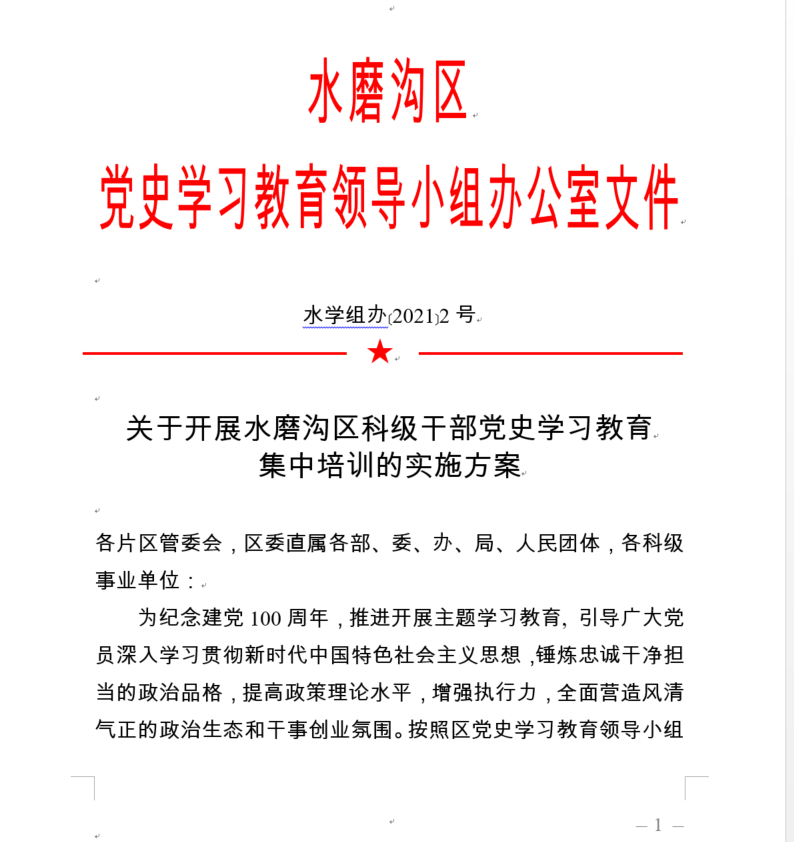 水磨沟区
党史学习教育领导小组办公室文件
水学组办〔2021〕2 号
关于开展水磨沟区科级干部党史学习教育
集中培训的实施方案
各片区管委会，区委直属各部、委、办、局、人民团体，各科级
事业单位：
为纪念建党 100 周年，推进开展主题学习教育, 引导广大党
员深入学习贯彻新时代中国特色社会主义思想，锤炼忠诚干净担
当的政治品格，提高政策理论水平，增强执行力，全面营造风清
气正的政治生态和干事创业氛围。按照区党史学习教育领导小组
— 1 —